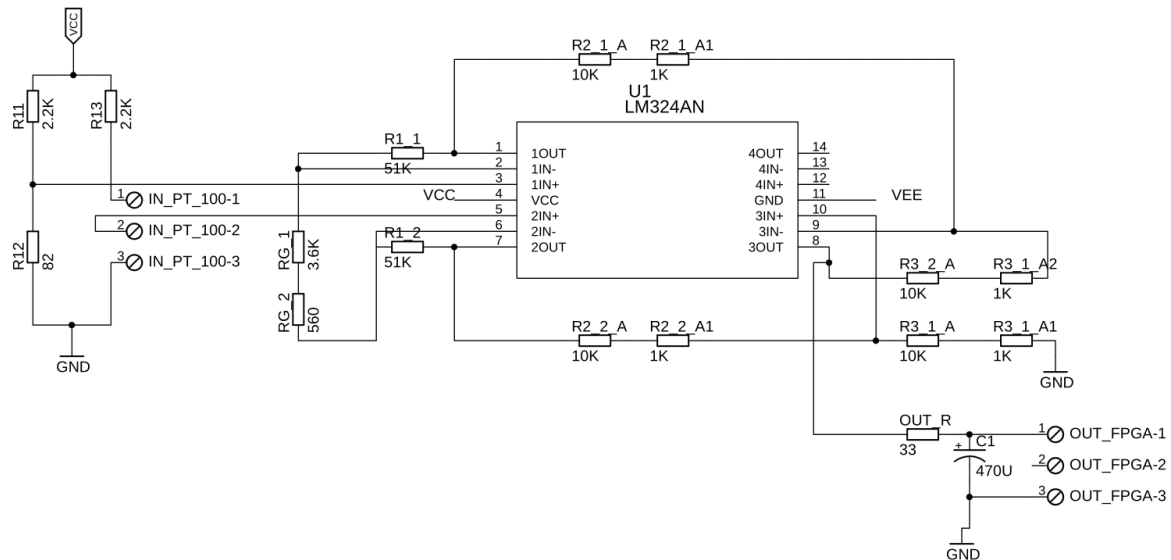 VCC
R11
2.2K
R13
2.2K
R12
82
GND
1 IN_PT_100-1
2 IN_PT_100-2
3 IN_PT_100-3
RG_1
3.6K
RG_2
560
R1_1
51K
R1_2
51K
VCC
R2_1_A
10K
R2_1_A1
1K
U1
LM324AN
1 1OUT
2 1IN-
3 1IN+
4 VCC
5 2IN+
6 2IN-
7 2OUT
4OUT 14
4IN- 13
4IN+ 12
GND 11
3IN+ 10
3IN- 9
3OUT 8
VEE
R2_2_A
10K
R2_2_A1
1K
R3_2_A
10K
R3_1_A2
1K
R3_1_A
10K
R3_1_A1
1K
GND
OUT_R
33
+
C1
470U
1 OUT_FPGA-1
2 OUT_FPGA-2
3 OUT_FPGA-3
GND